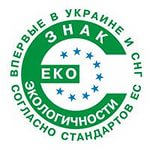 ВПЕРВЫЕ В УКРАИНЕ И СНГ
СОГЛАСНО СТАНДАРТОВ ЕС
ЗНАК
ЕКО
ЭКОЛОГИЧНОСТИ